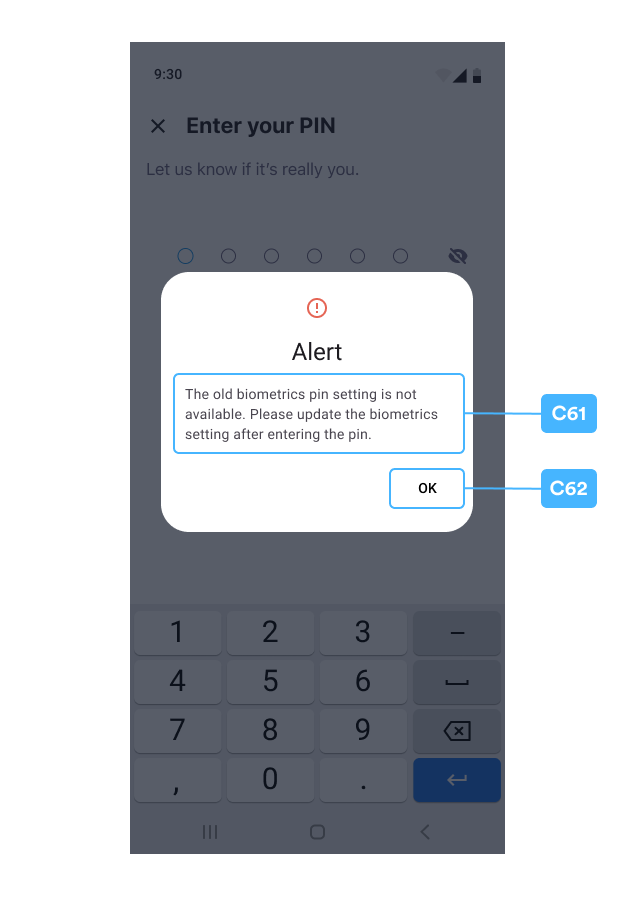 9:30
Enter your PIN
Let us know if it's really you.
Alert
The old biometrics pin setting is not
available. Please update the biometrics
setting after entering the pin.
C61
OK
C62
1 2 3 –
4 5 6
7 8 9
, 0 .